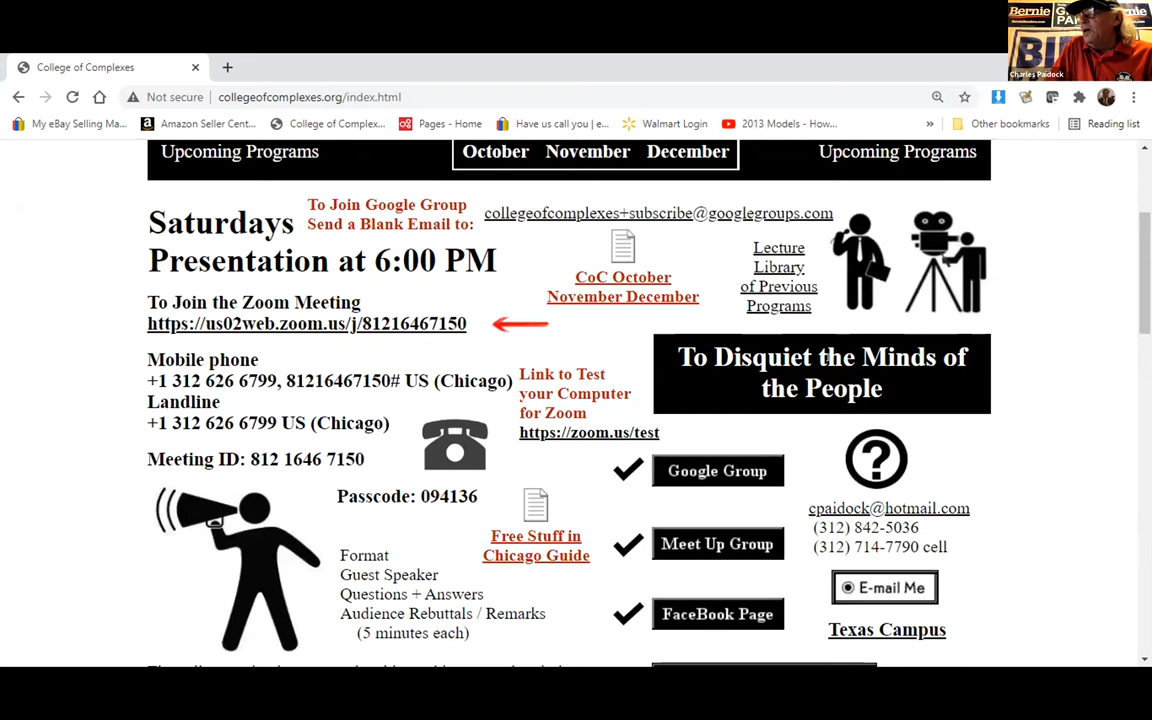 College of Complexes
Not secure
collegeofcomplexes.org/index.html
My eBay Selling Ma...
Amazon Seller Cent...
College of Complex...
Pages - Home
Have us call you | e...
Walmart Login
2013 Models - How...
»
Other bookmarks
Reading list
Bernie
Bernie
Charles Paidock
Upcoming Programs
October November December
Upcoming Programs
Saturdays
Presentation at 6:00 PM
To Join Google Group
Send a Blank Email to:
collegeofcomplexes+subscribe@googlegroups.com
CoC October
November December
Lecture
Library
of Previous
Programs
To Join the Zoom Meeting
https://us02web.zoom.us/j/81216467150
To Disquiet the Minds of
the People
Mobile phone
+1 312 626 6799, 81216467150# US (Chicago)
Landline
+1 312 626 6799 US (Chicago)
Link to Test
your Computer
for Zoom
https://zoom.us/test
Meeting ID: 812 1646 7150
Passcode: 094136
Google Group
Meet Up Group
FaceBook Page
?
cpaidock@hotmail.com
(312) 842-5036
(312) 714-7790 cell
E-mail Me
Texas Campus
Free Stuff in
Chicago Guide
Format
Guest Speaker
Questions + Answers
Audience Rebuttals / Remarks
(5 minutes each)